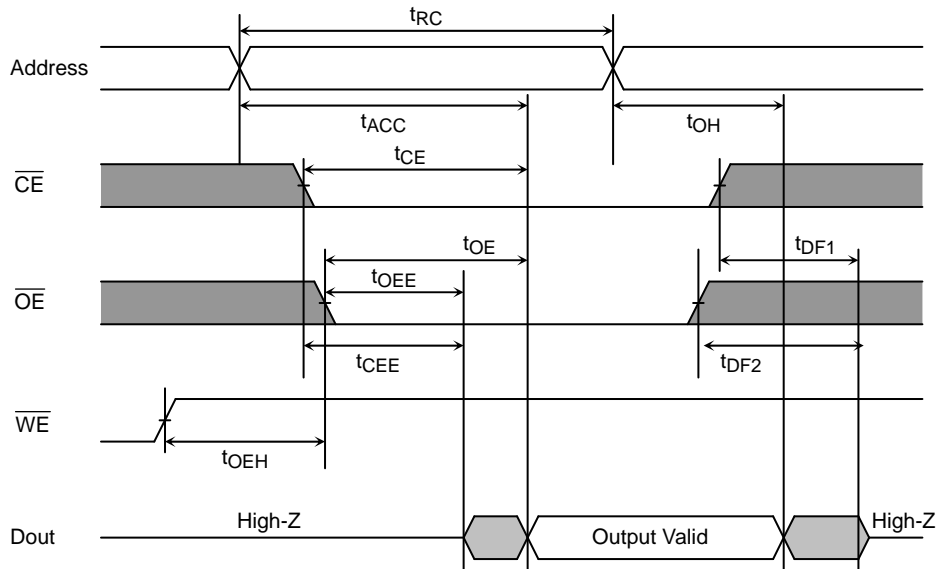 tRC
Address
tACC
tOH
tCE
CE
tOE
tDF1
tOEE
OE
tCEE
tDF2
WE
tOEH
High-Z
High-Z
Dout
Output Valid